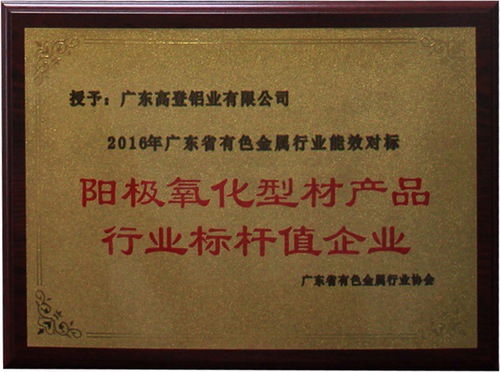 授予：广东高登铝业有限公司
2016年广东省有色金属行业能效对标
阳极氧化型材产品
行业标杆值企业
广东省有色金属行业协会